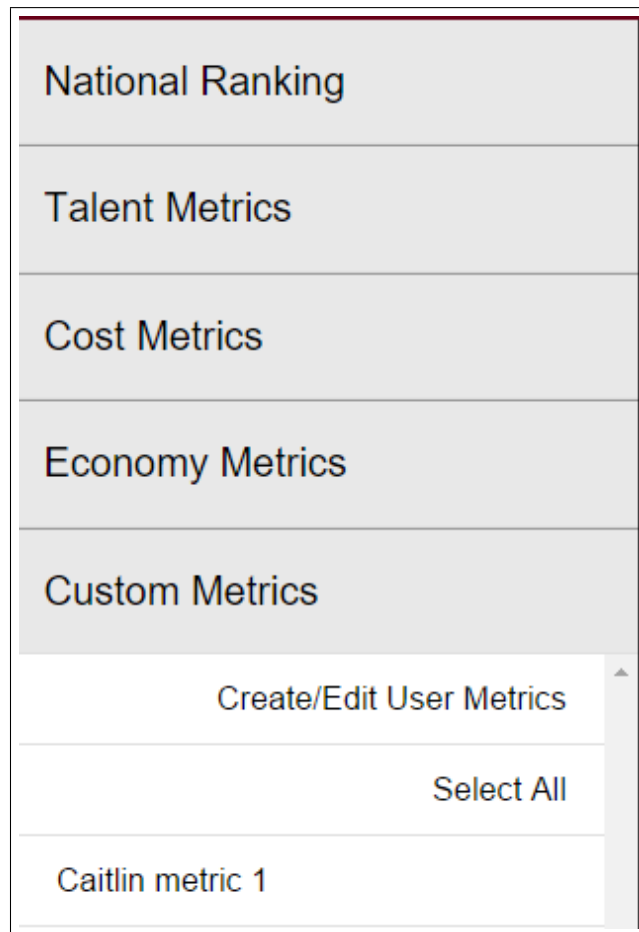 National Ranking
Talent Metrics
Cost Metrics
Economy Metrics
Custom Metrics
Create/Edit User Metrics
Select All
Caitlin metric 1